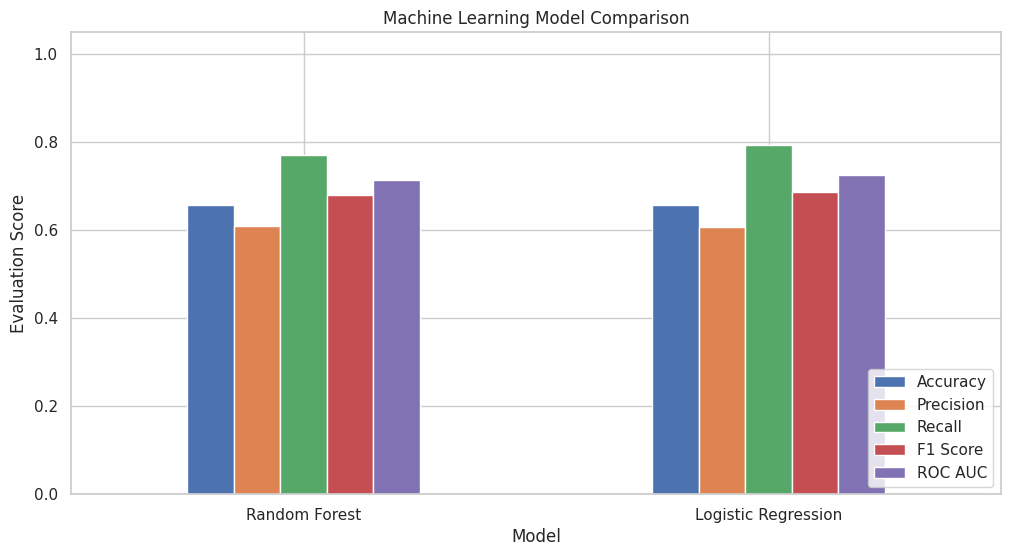 Machine Learning Model Comparison
1.0
0.8
0.6
0.4
0.2
0.0
Evaluation Score
Random Forest
Logistic Regression
Model
Accuracy
Precision
Recall
F1 Score
ROC AUC